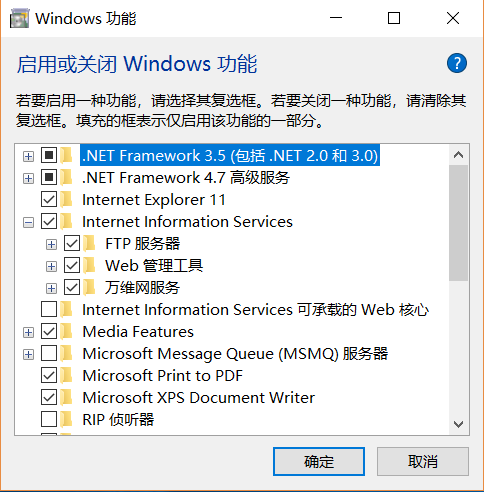 Windows 功能
启用或关闭 Windows 功能
?
若要启用一种功能，请选择其复选框。若要关闭一种功能，请清除其
复选框。填充的框表示仅启用该功能的一部分。
.NET Framework 3.5 (包括 .NET 2.0 和 3.0)
.NET Framework 4.7 高级服务
Internet Explorer 11
Internet Information Services
FTP 服务器
Web 管理工具
万维网服务
Internet Information Services 可承载的 Web 核心
Media Features
Microsoft Message Queue (MSMQ) 服务器
Microsoft Print to PDF
Microsoft XPS Document Writer
RIP 侦听器
确定 取消